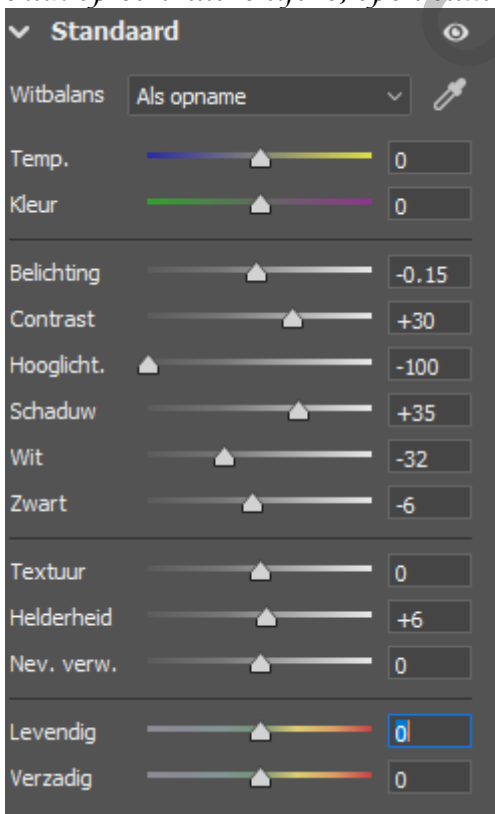 Standaard
Witbalans Als opname
Temp. 0
Kleur 0
Belichting -0.15
Contrast +30
Hooglicht. -100
Schaduw +35
Wit -32
Zwart -6
Textuur 0
Helderheid +6
Nev. verw. 0
Levendig 0
Verzadig 0